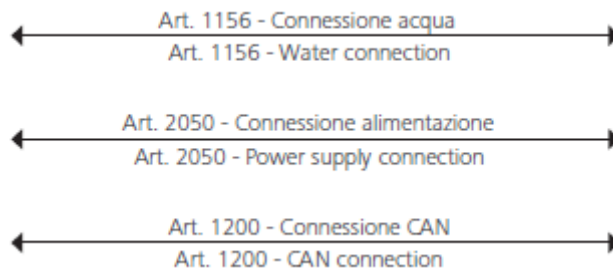 Art. 1156 - Connessione acqua
Art. 1156 - Water connection
Art. 2050 - Connessione alimentazione
Art. 2050 - Power supply connection
Art. 1200 - Connessione CAN
Art. 1200 - CAN connection